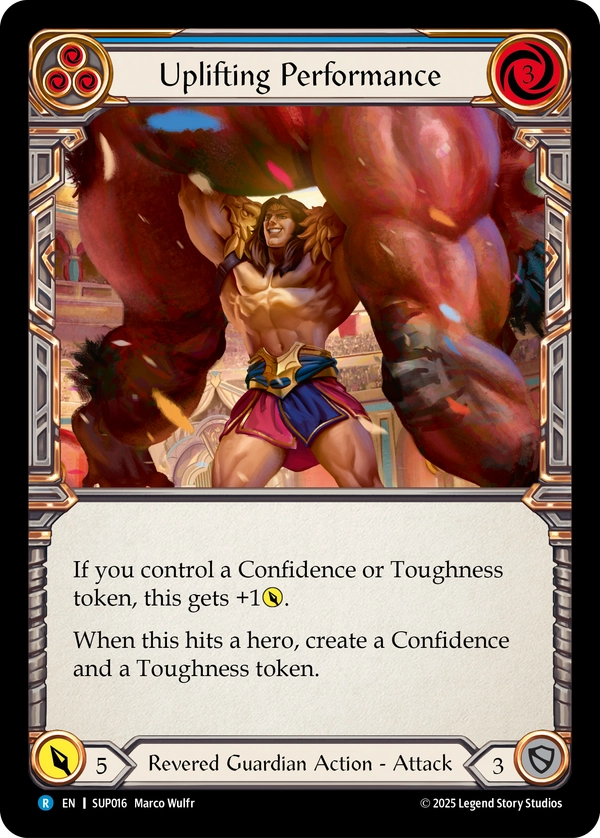 Uplifting Performance
3
If you control a Confidence or Toughness
token, this gets +1.
When this hits a hero, create a Confidence
and a Toughness token.
5
Revered Guardian Action - Attack
3
R EN | SUP016 Marco Wulfr
© 2025 Legend Story Studios